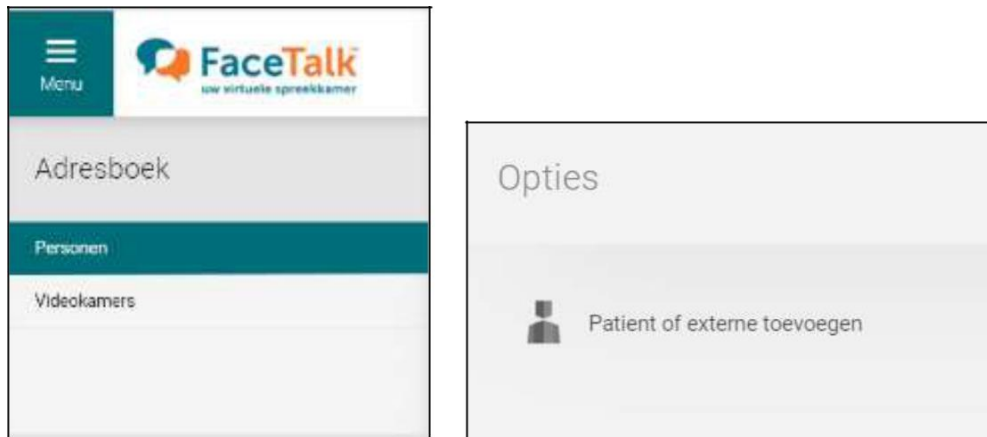 Menu
FaceTalk
uw virtuele spreekkamer
Adresboek
Personen
Videokamers
Opties
Patient of externe toevoegen